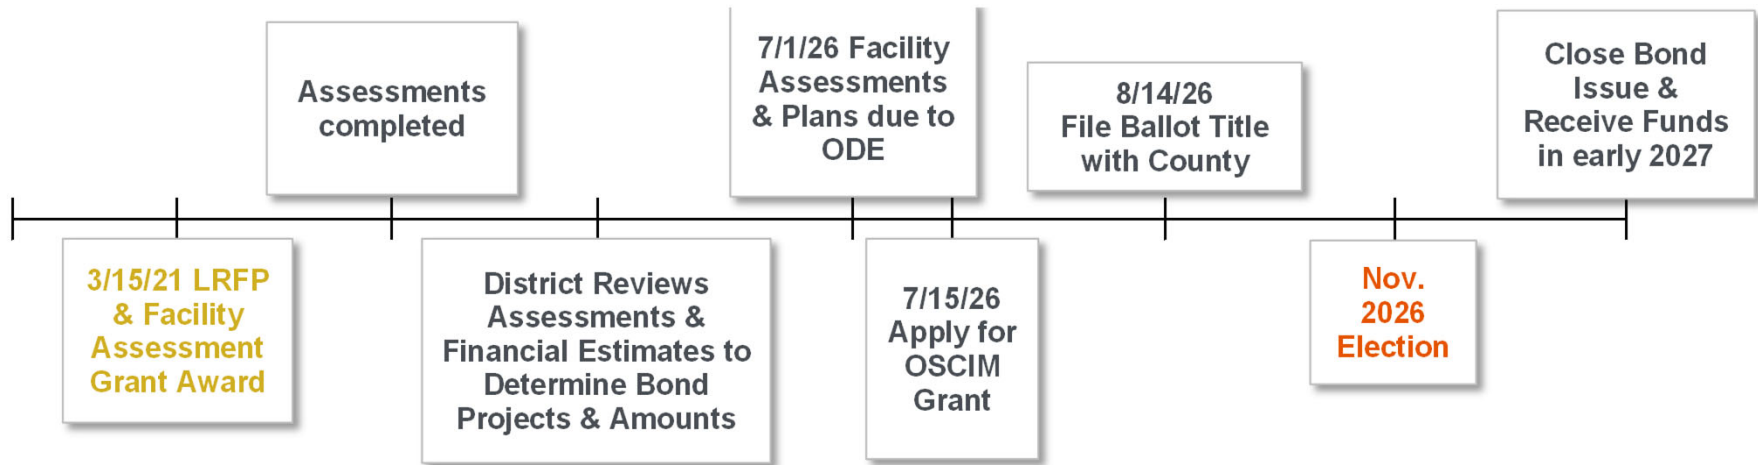 3/15/21 LRFP
& Facility
Assessment
Grant Award
Assessments
completed
District Reviews
Assessments &
Financial Estimates to
Determine Bond
Projects & Amounts
7/1/26 Facility
Assessments
& Plans due to
ODE
7/15/26
Apply for
OSCIM
Grant
8/14/26
File Ballot Title
with County
Nov.
2026
Election
Close Bond
Issue &
Receive Funds
in early 2027